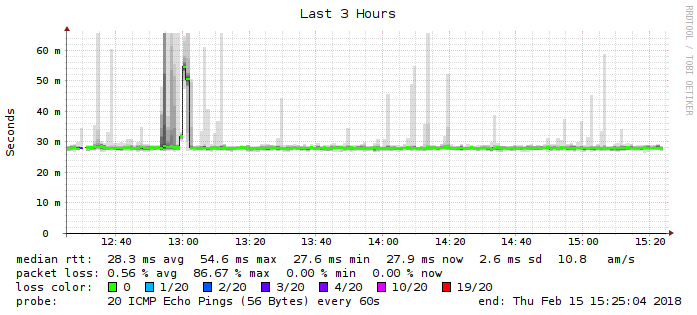 Last 3 Hours
RRDTOOL / TOBI OETIKER
Seconds
60 m
50 m
40 m
30 m
20 m
10 m
0
12:40 13:00 13:20 13:40 14:00 14:20 14:40 15:00 15:20
median rtt: 28.3 ms avg 54.6 ms max 27.6 ms min 27.9 ms now 2.6 ms sd 10.8 am/s
packet loss: 0.56 % avg 86.67 % max 0.00 % min 0.00 % now
loss color: 0 1/20 2/20 3/20 4/20 10/20 19/20
probe: 20 ICMP Echo Pings (56 Bytes) every 60s end: Thu Feb 15 15:25:04 2018